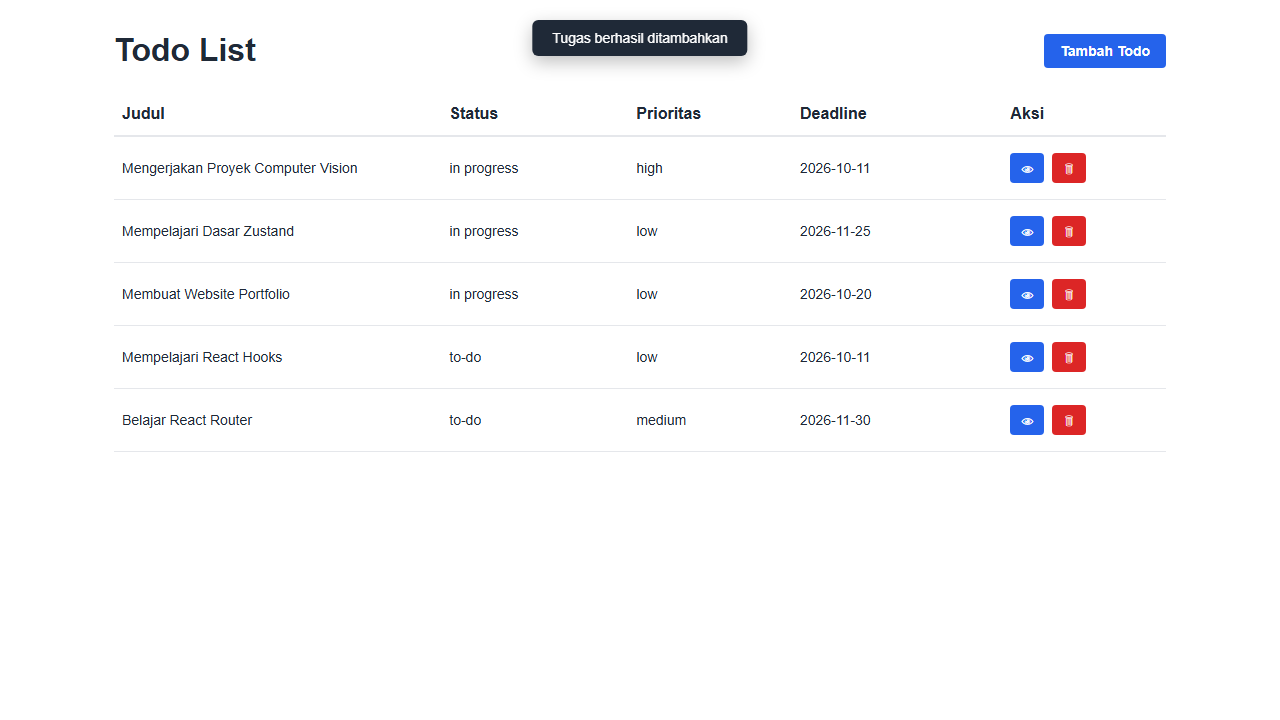 Todo List
Tugas berhasil ditambahkan
Tambah Todo
Judul Status Prioritas Deadline Aksi
Mengerjakan Proyek Computer Vision in progress high 2026-10-11
Mempelajari Dasar Zustand in progress low 2026-11-25
Membuat Website Portfolio in progress low 2026-10-20
Mempelajari React Hooks to-do low 2026-10-11
Belajar React Router to-do medium 2026-11-30